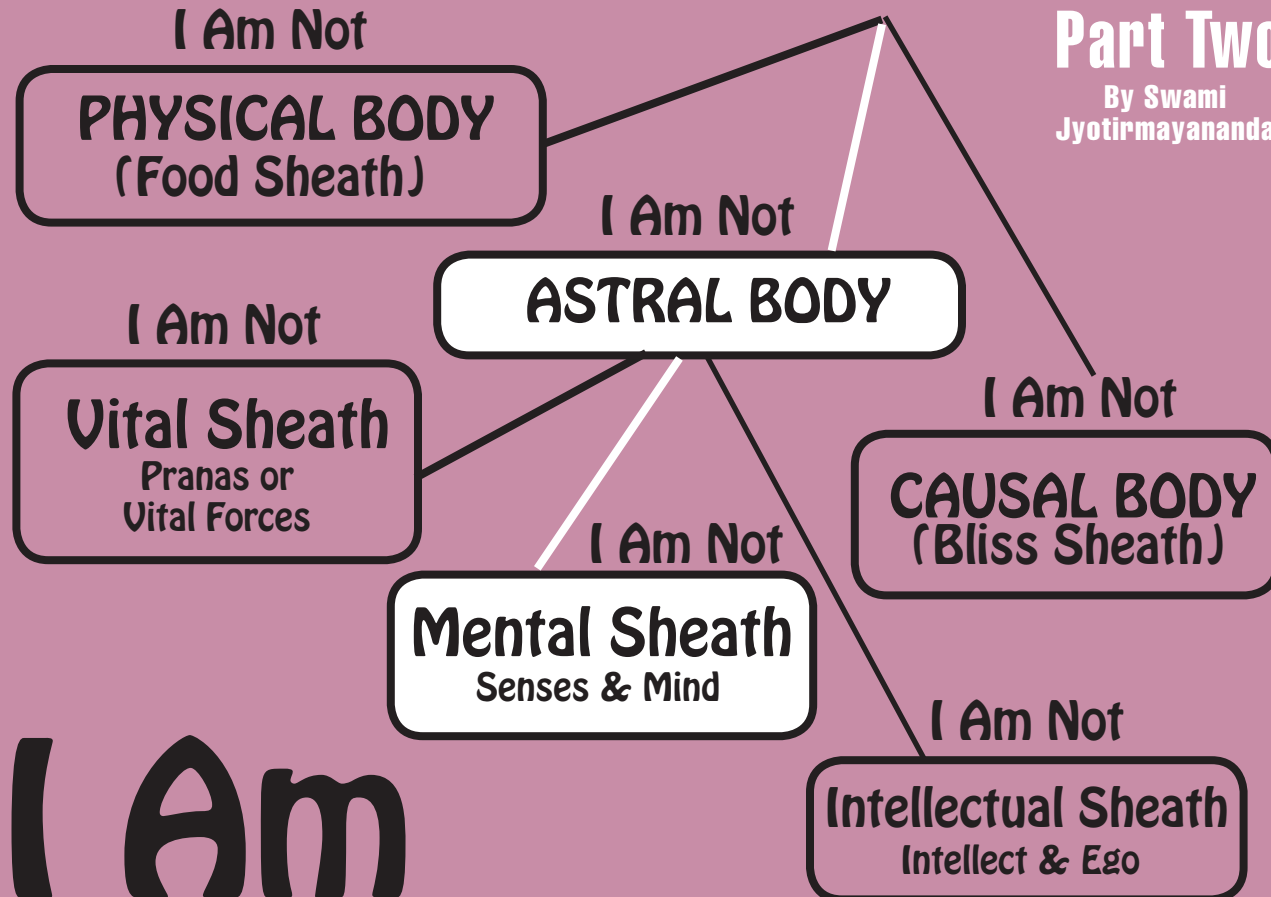 I Am Not
PHYSICAL BODY
(Food Sheath)
Part Two
By Swami
Jyotirmayananda
I Am Not
ASTRAL BODY
I Am Not
Vital Sheath
Pranas or
Vital Forces
I Am Not
CAUSAL BODY
(Bliss Sheath)
I Am Not
Mental Sheath
Senses & Mind
I Am Not
Intellectual Sheath
Intellect & Ego
I Am